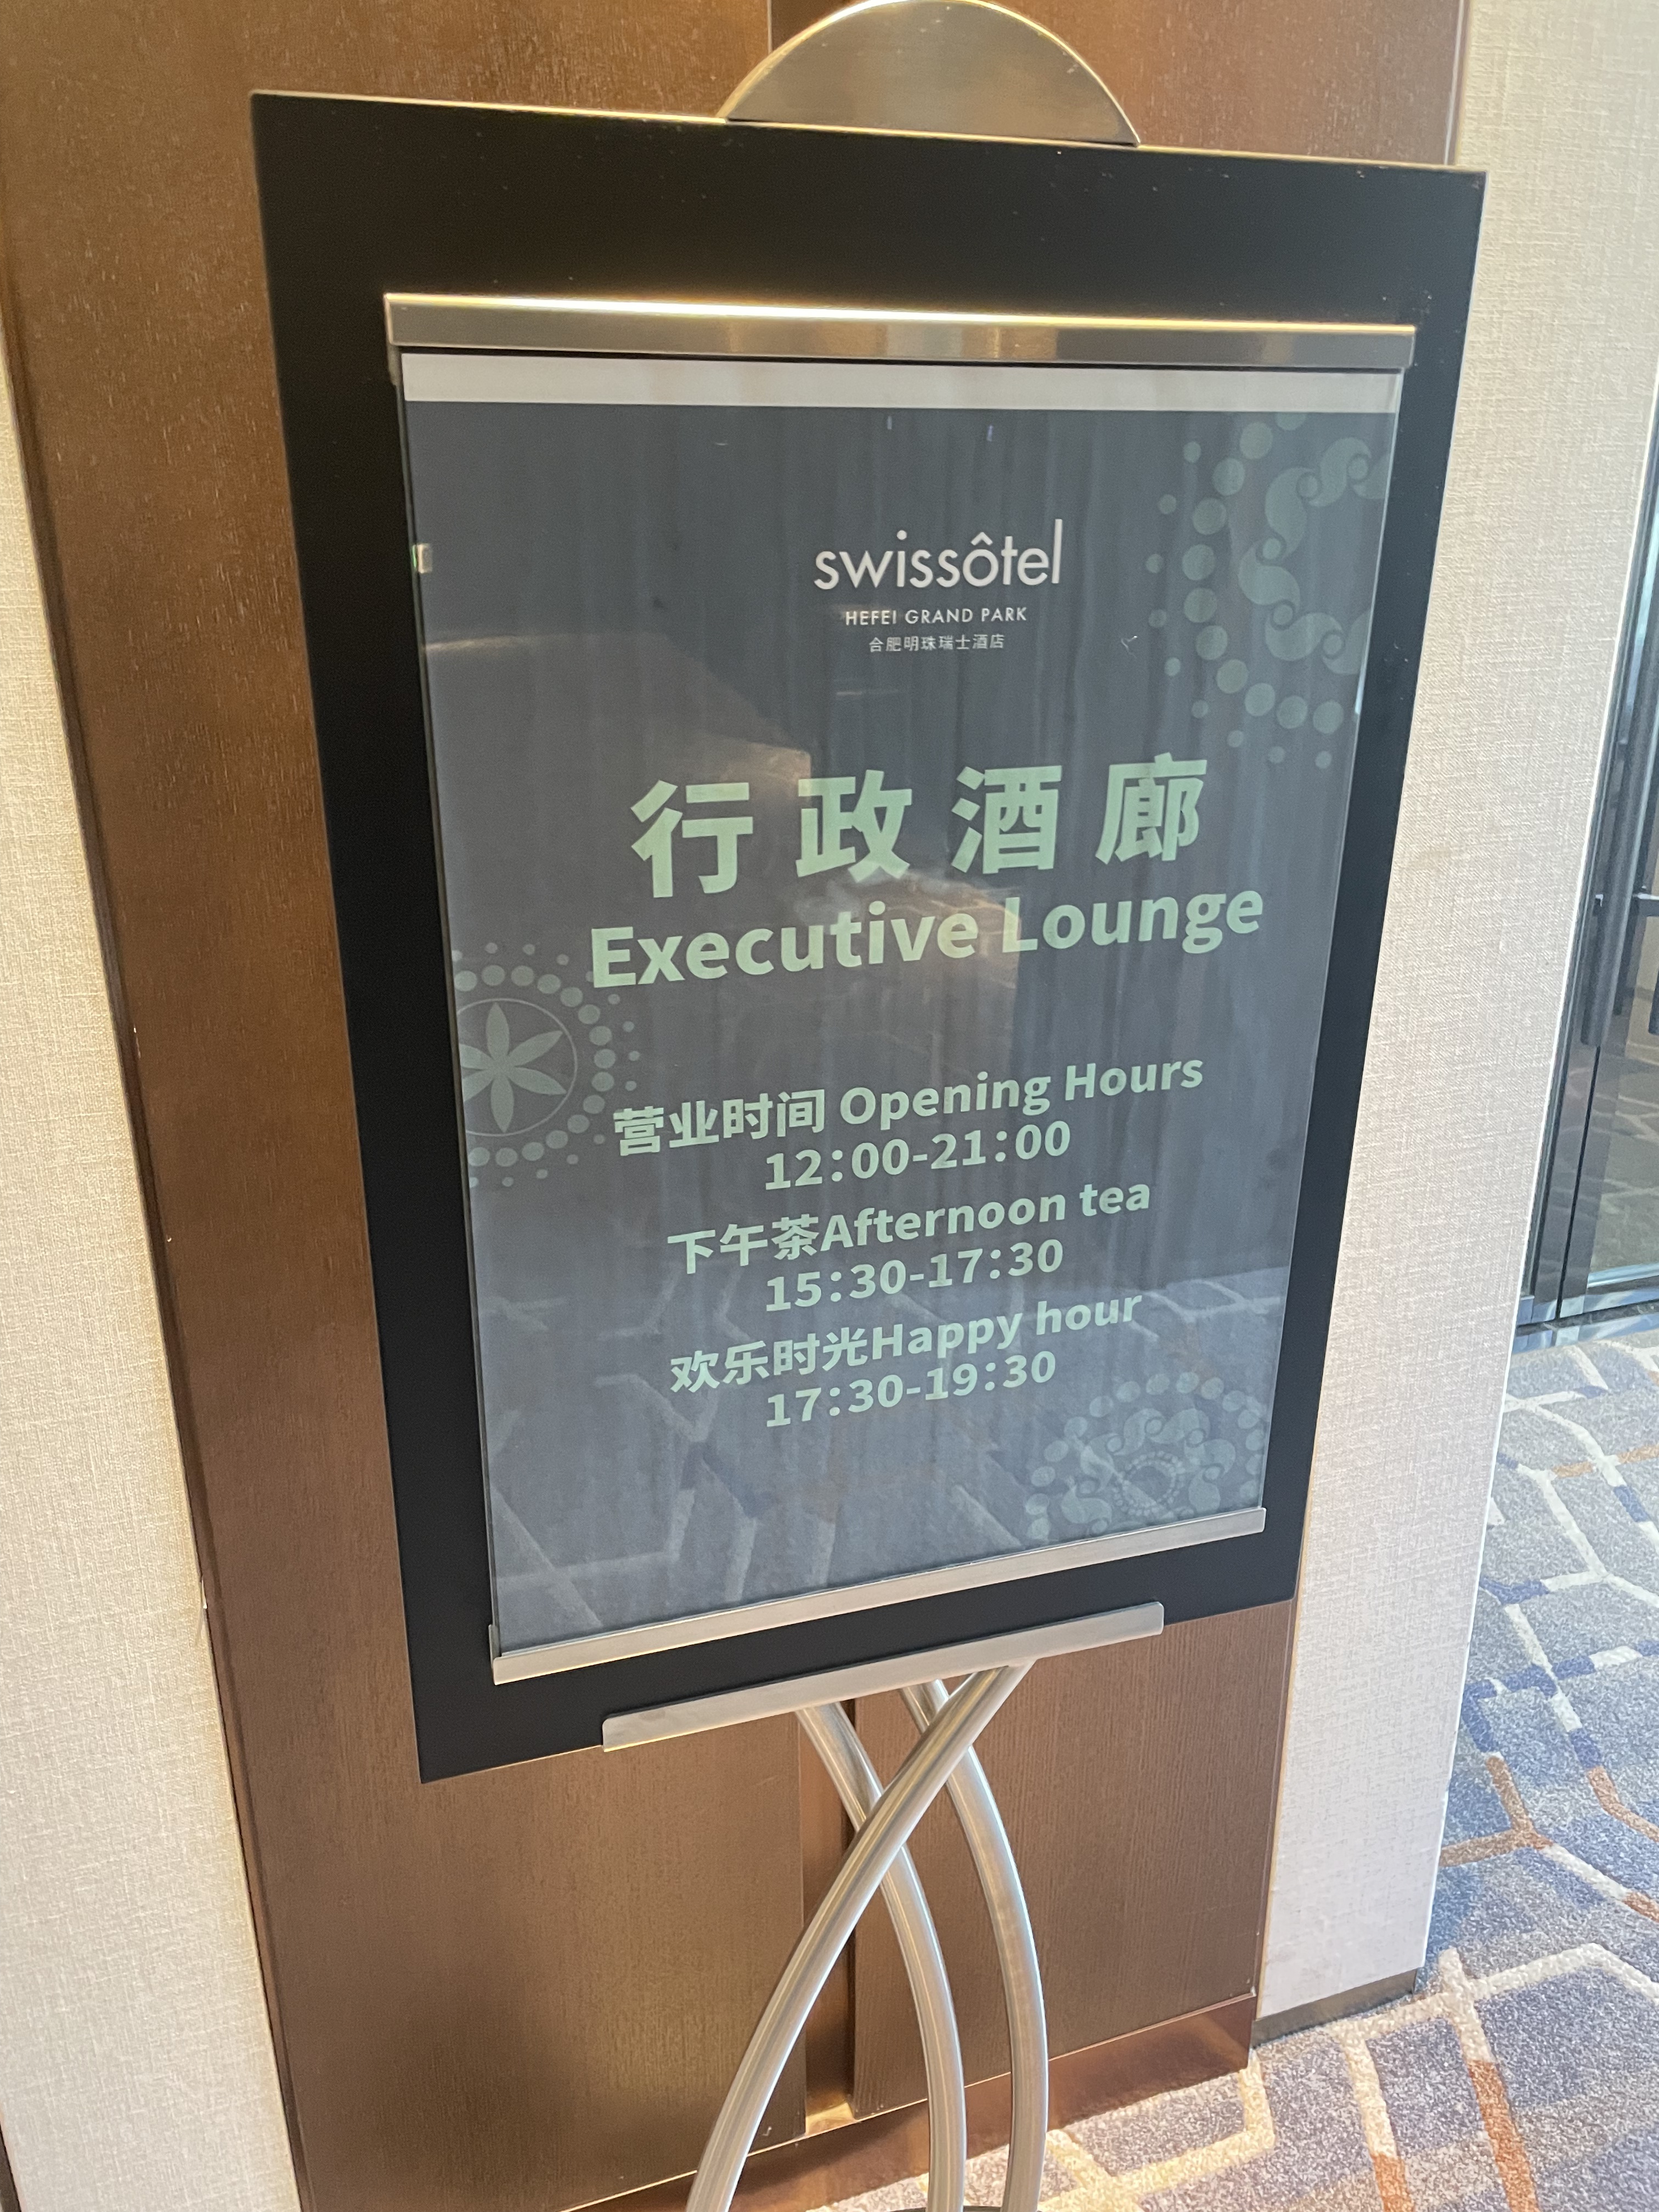 swissôtel
HEFEI GRAND PARK
合肥明珠瑞士酒店
行政酒廊
Executive Lounge
营业时间 Opening Hours
12:00-21:00
下午茶Afternoon tea
15:30-17:30
欢乐时光Happy hour
17:30-19:30